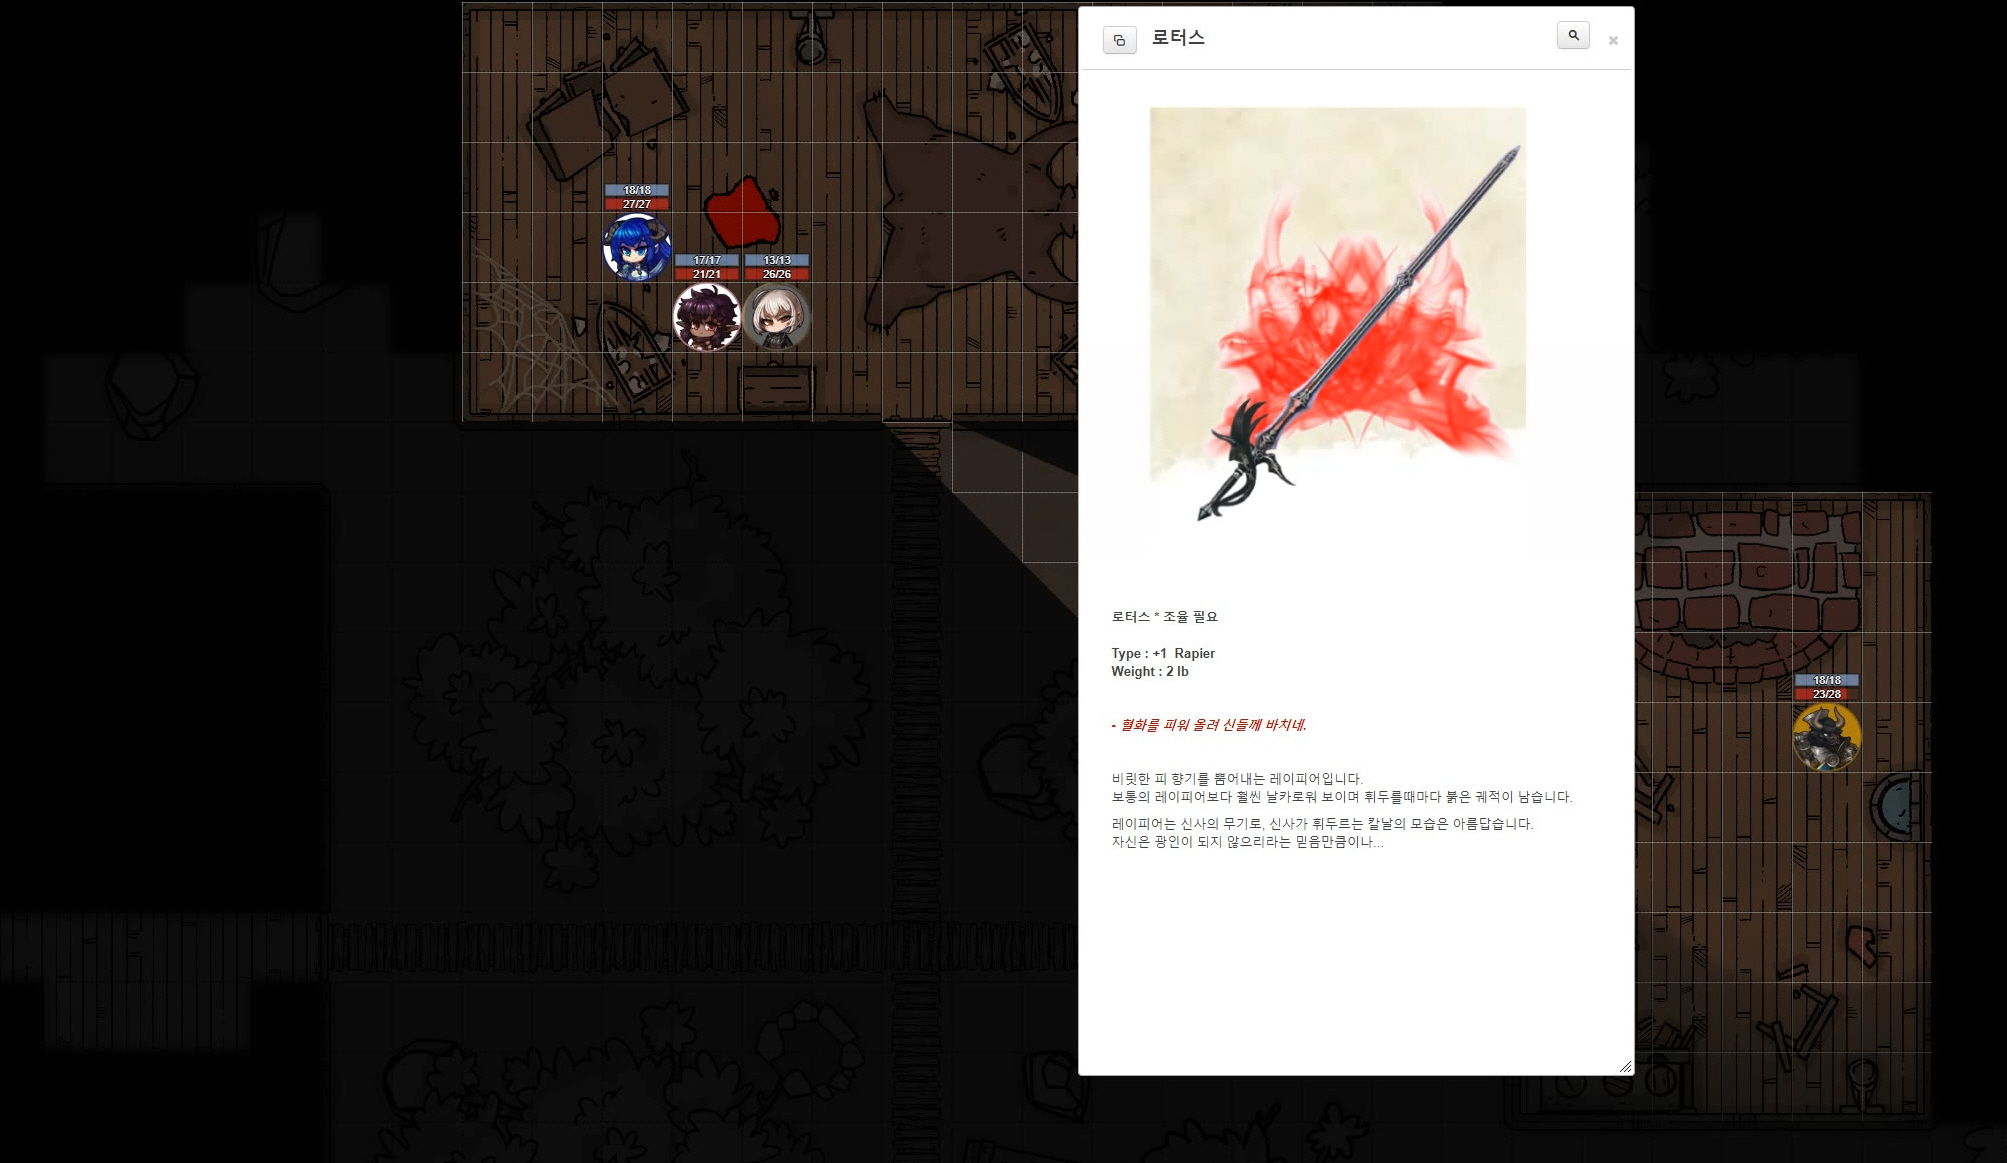 로터스
18/18
27/27
17/17
21/21
13/13
26/26
로터스 * 조율 필요
Type : +1  Rapier
Weight : 2 lb
- 혈화를 피워 올려 신들께 바치네.
비릿한 피 향기를 뿜어내는 레이피어입니다.
보통의 레이피어보다 훨씬 날카로워 보이며 휘두를때마다 붉은 궤적이 남습니다.
레이피어는 신사의 무기로, 신사가 휘두르는 칼날의 모습은 아름답습니다.
자신은 광인이 되지 않으리라는 믿음만큼이나...
18/18
23/28